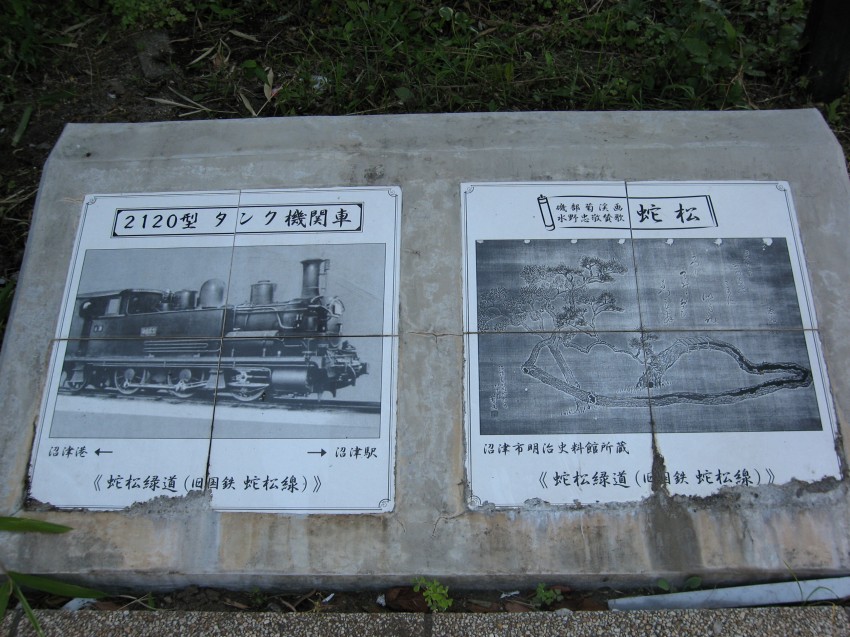 2120型 タンク機関車
沼津港 ←
→ 沼津駅
《蛇松緑道(旧国鉄 蛇松線)》
磯部菊渓画
水野忠敬賛歌
蛇松
沼津市明治史料館所蔵
《蛇松緑道(旧国鉄 蛇松線)》